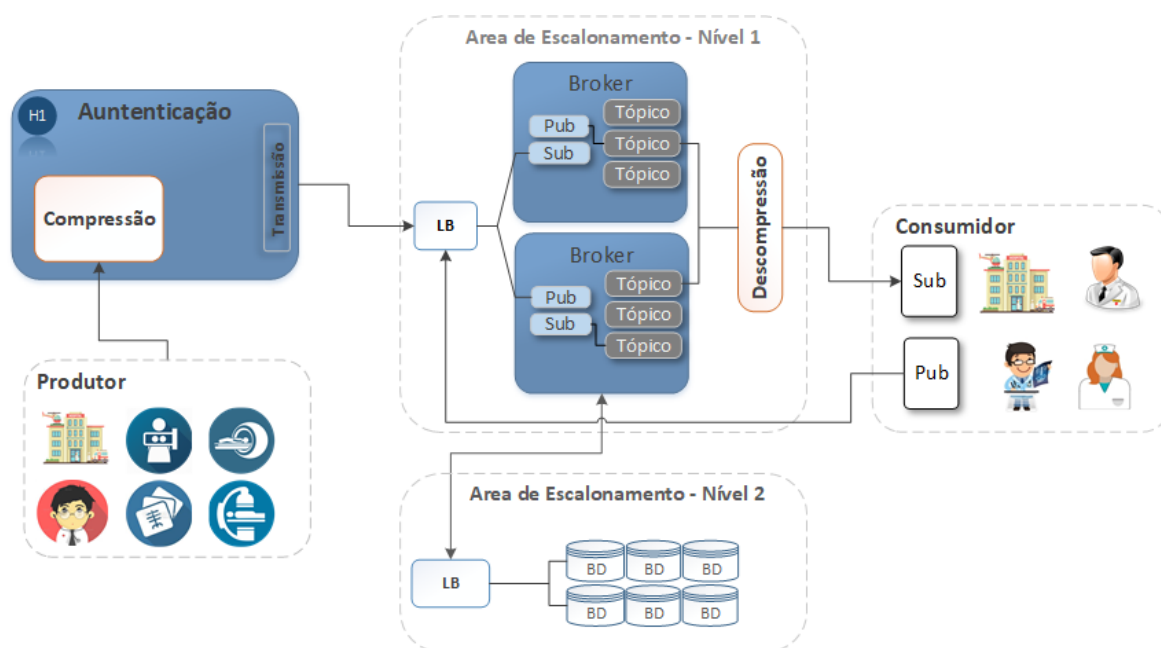 Area de Escalonamento - Nível 1
H1
Auntenticação
Compressão
Transmissão
LB
Broker
Pub
Sub
Tópico
Tópico
Tópico
Broker
Pub
Sub
Tópico
Tópico
Tópico
Descompressão
Consumidor
Sub
Pub
Produtor
Area de Escalonamento - Nível 2
LB
BD BD BD
BD BD BD